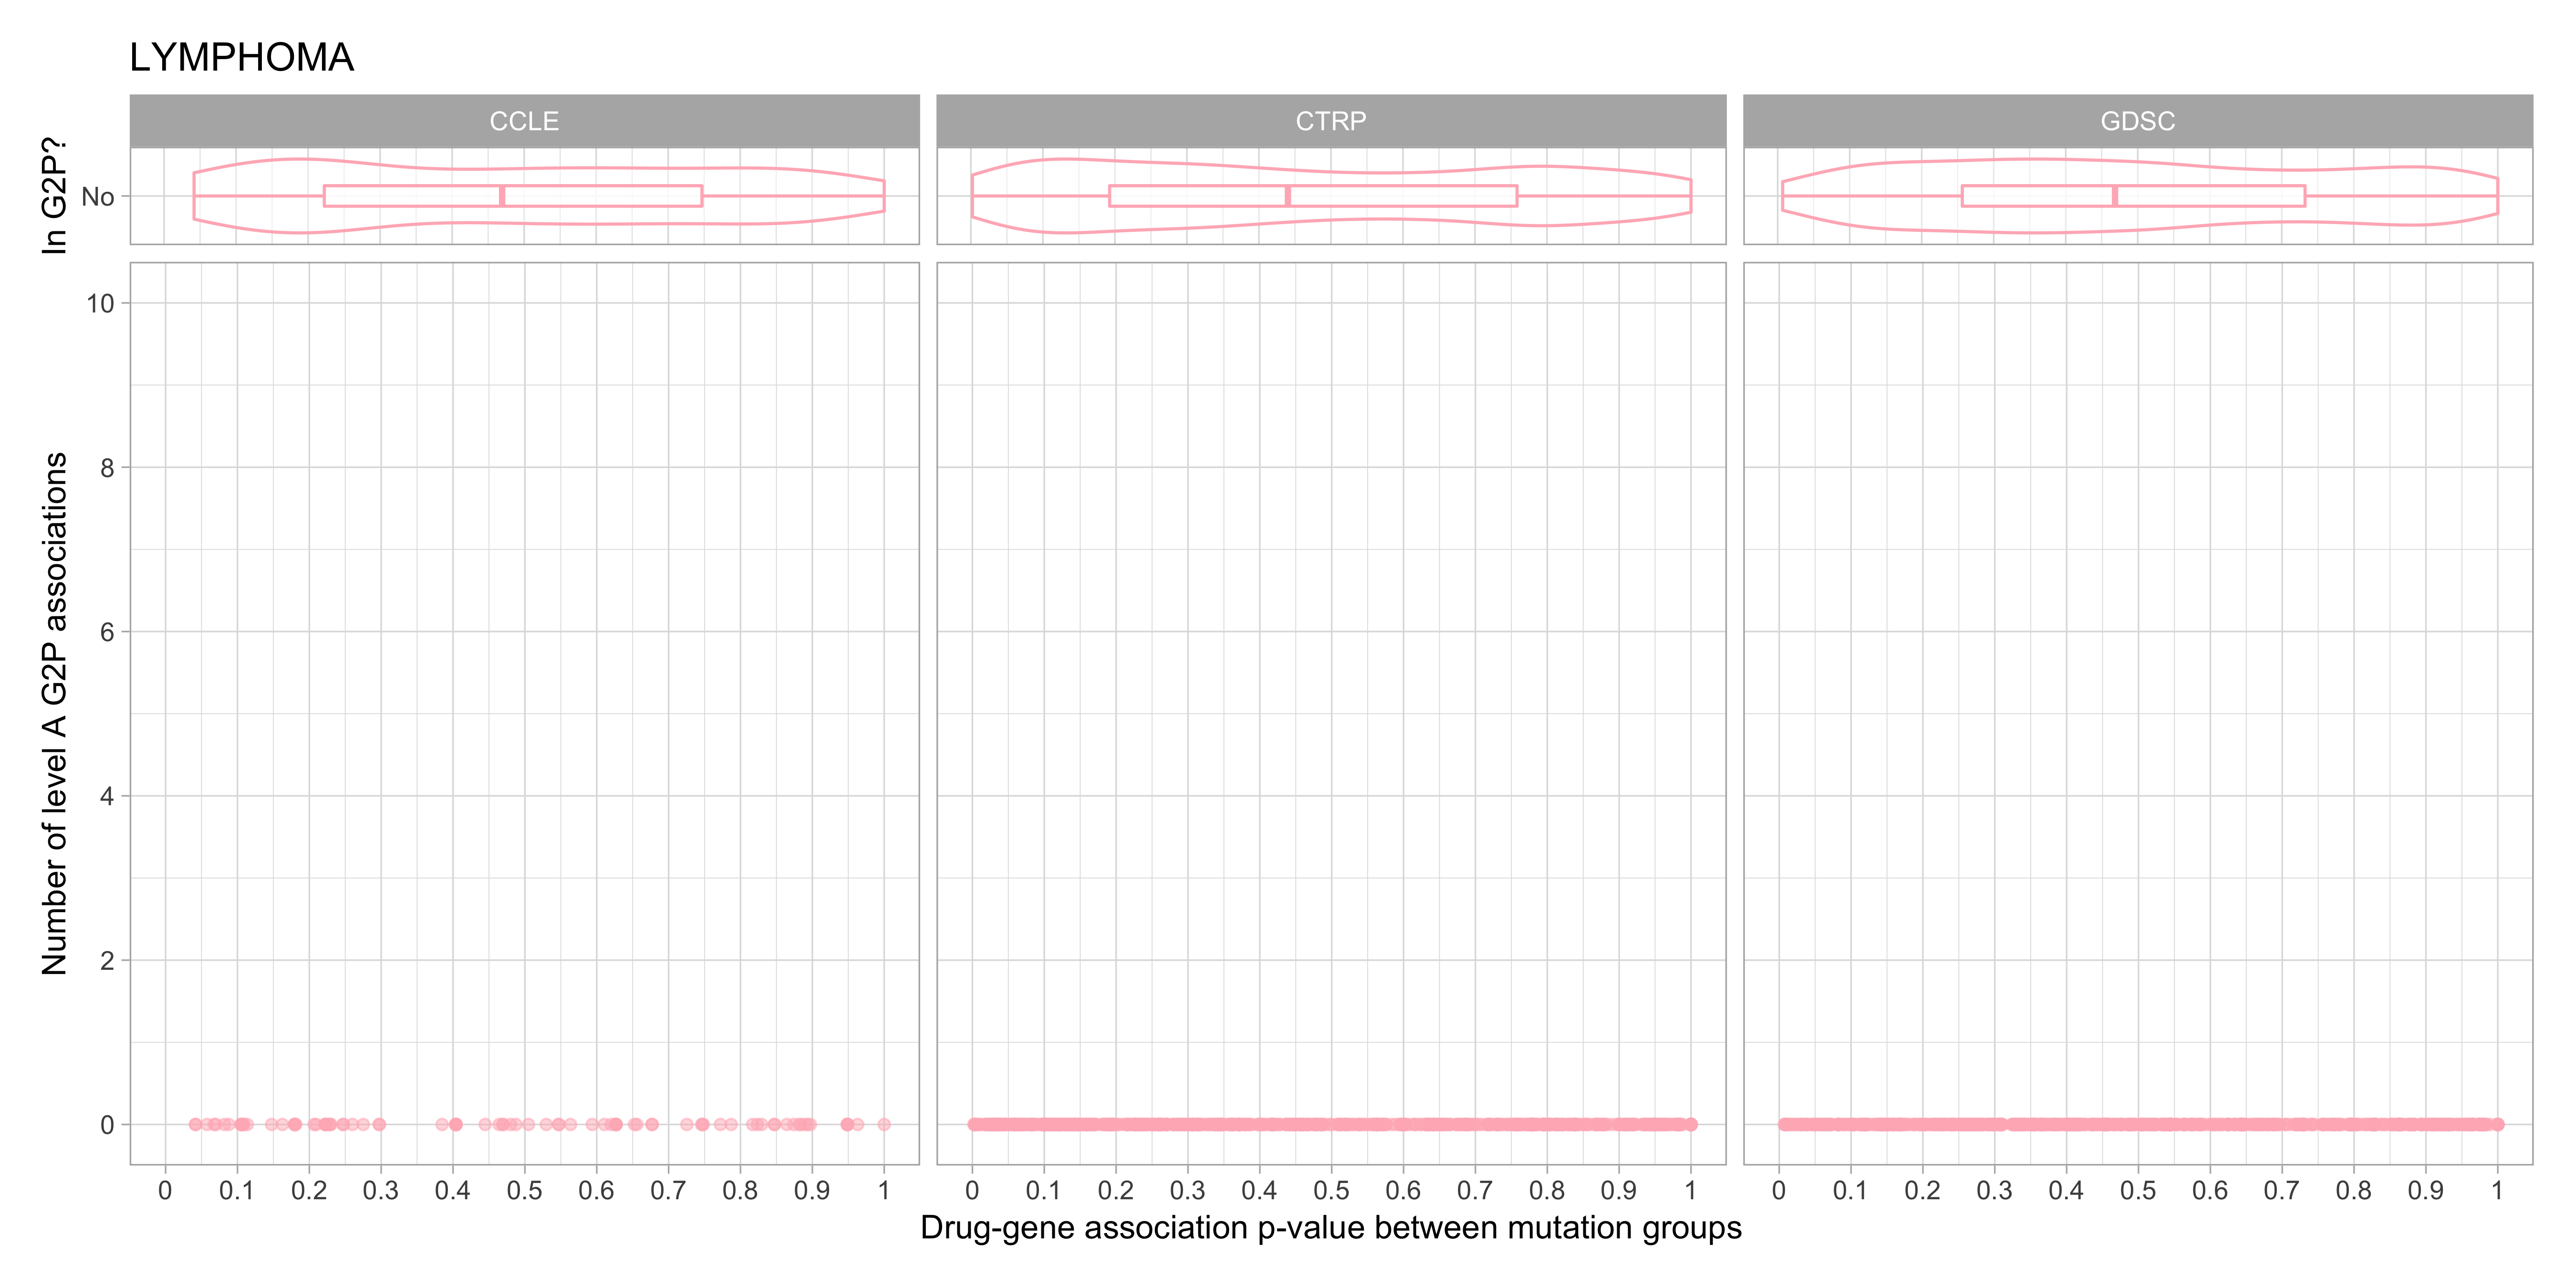 LYMPHOMA
CCLE
CTRP
GDSC
In G2P?
No
Number of level A G2P associations
10
8
6
4
2
0
0 0.1 0.2 0.3 0.4 0.5 0.6 0.7 0.8 0.9 1
0 0.1 0.2 0.3 0.4 0.5 0.6 0.7 0.8 0.9 1
0 0.1 0.2 0.3 0.4 0.5 0.6 0.7 0.8 0.9 1
Drug-gene association p-value between mutation groups